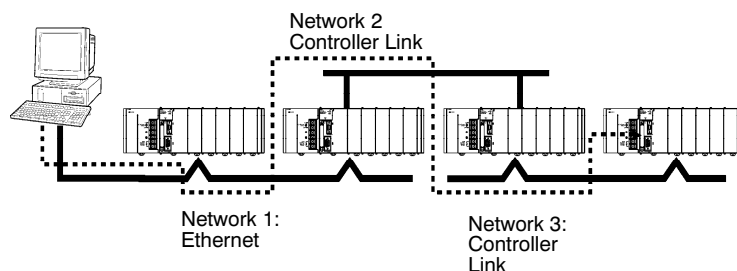 Network 2
Controller Link
Network 1:
Ethernet
Network 3:
Controller
Link